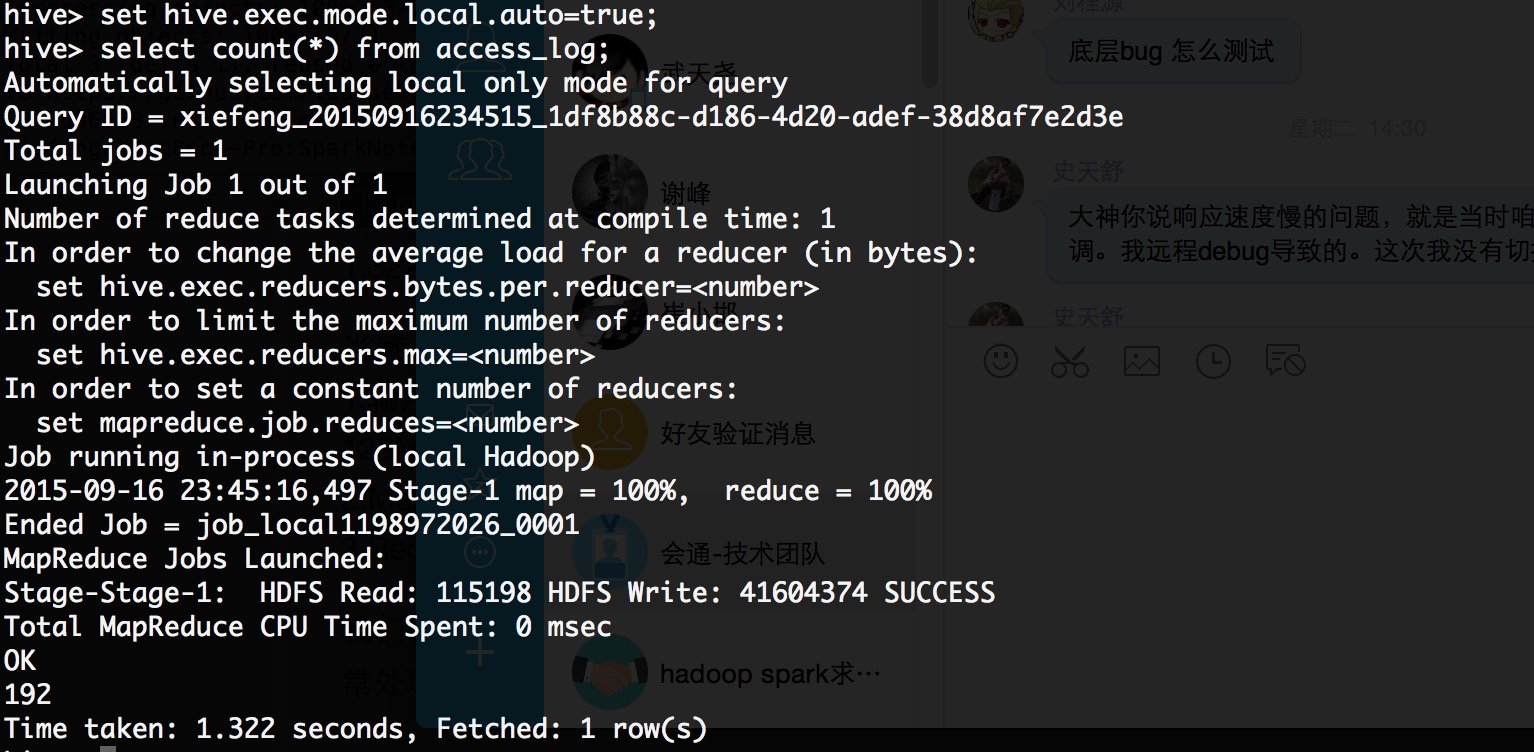 hive> set hive.exec.mode.local.auto=true;
hive> select count(*) from access_log;
Automatically selecting local only mode for query
Query ID = xiefeng_20150916234515_1df8b88c-d186-4d20-adef-38d8af7e2d3e
Total jobs = 1
Launching Job 1 out of 1
Number of reduce tasks determined at compile time: 1
In order to change the average load for a reducer (in bytes):
  set hive.exec.reducers.bytes.per.reducer=<number>
In order to limit the maximum number of reducers:
  set hive.exec.reducers.max=<number>
In order to set a constant number of reducers:
  set mapreduce.job.reduces=<number>
Job running in-process (local Hadoop)
2015-09-16 23:45:16,497 Stage-1 map = 100%,  reduce = 100%
Ended Job = job_local1198972026_0001
MapReduce Jobs Launched:
Stage-Stage-1:  HDFS Read: 115198 HDFS Write: 41604374 SUCCESS
Total MapReduce CPU Time Spent: 0 msec
OK
192
Time taken: 1.322 seconds, Fetched: 1 row(s)
武天尧
谢峰
好友验证消息
会通-技术团队
hadoop spark求…
刘程源
底层bug 怎么测试
星期二 14:30
史天舒
大神你说响应速度慢的问题，就是当时咱
调。我远程debug导致的。这次我没有切
史天舒